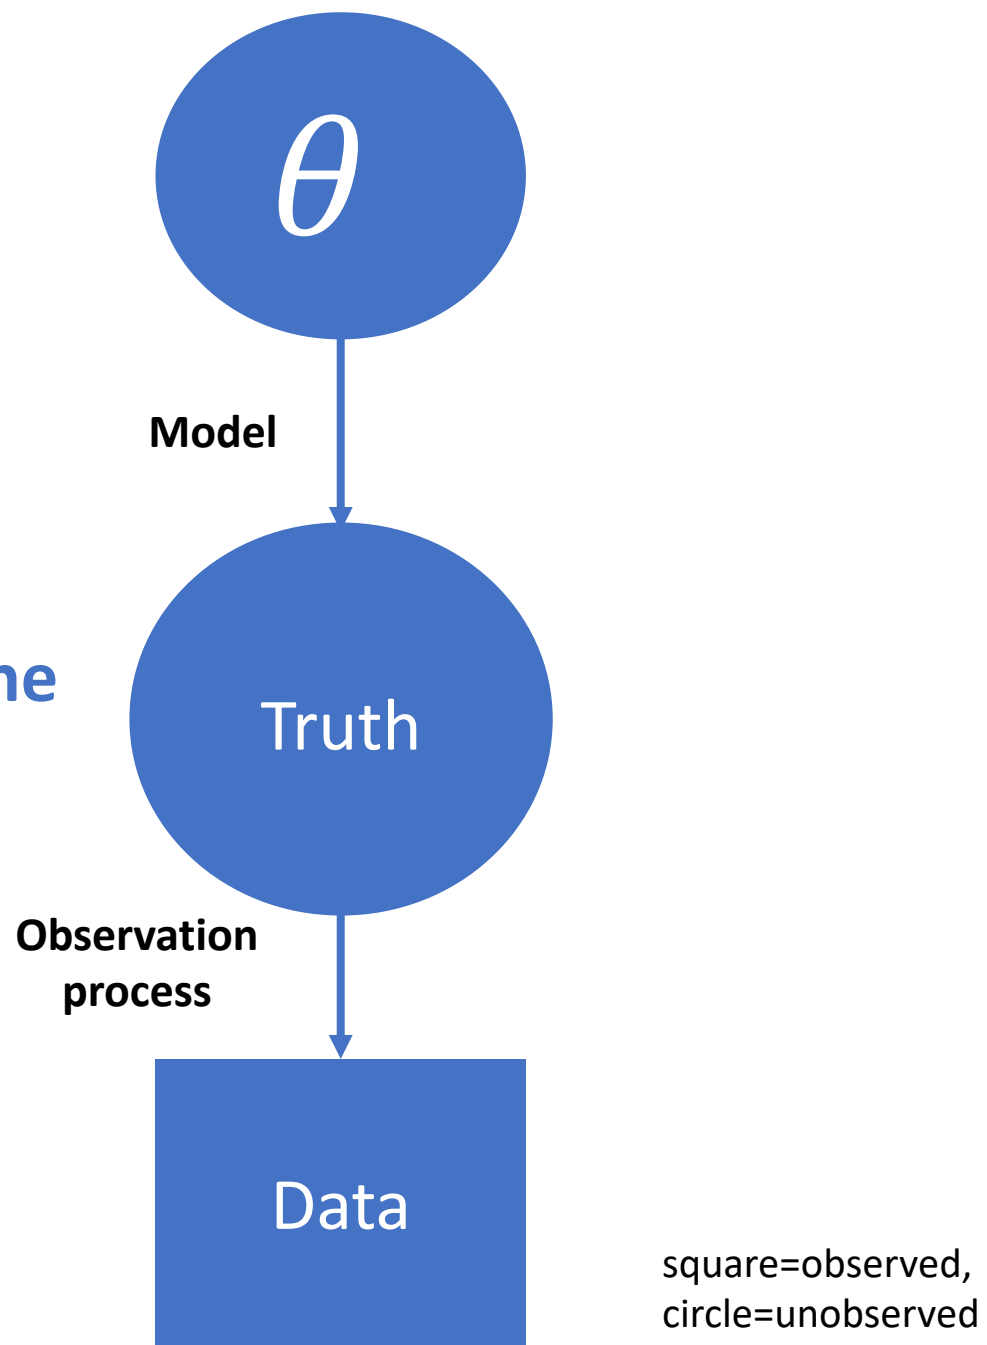 θ
Model
Truth
Observation
process
Data
square=observed,
circle=unobserved